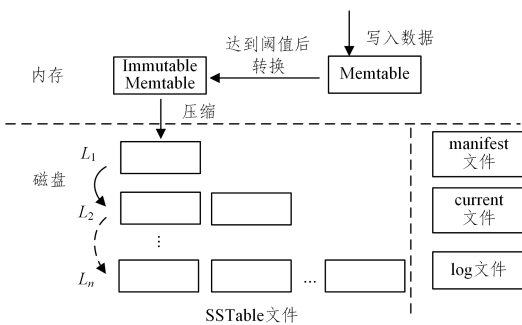 写入数据
达到阈值后
转换
内存
Immutable
Memtable
Memtable
压缩
L1
磁盘
L2
⋮
Ln
...
SSTable文件
manifest
文件
current
文件
log文件